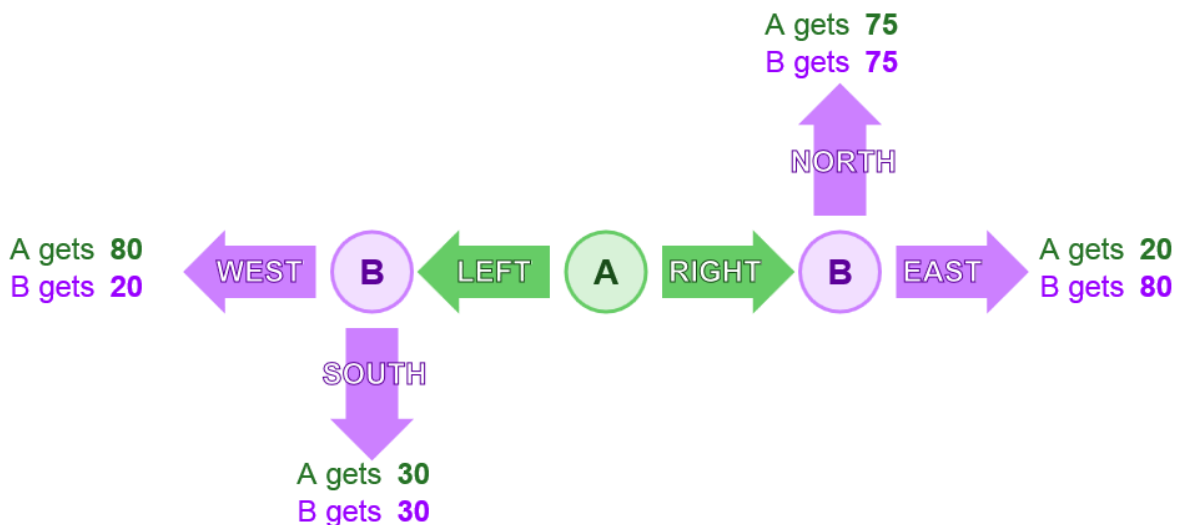 A gets 75
B gets 75
NORTH
A gets 80
B gets 20
WEST
B
LEFT
A
RIGHT
B
EAST
A gets 20
B gets 80
SOUTH
A gets 30
B gets 30